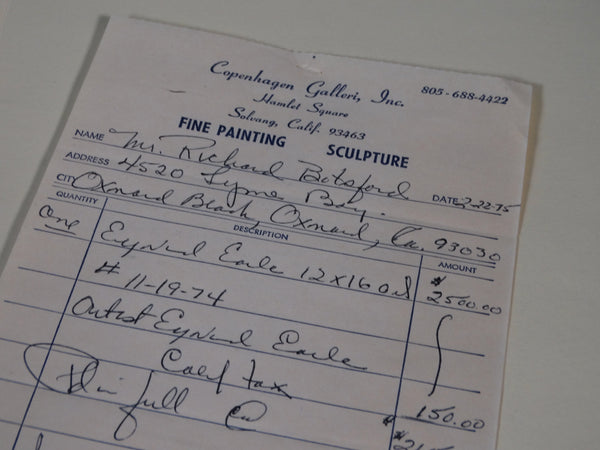 Copenhagen Galleri, Inc. 805-688-4422
Hamlet Square
Solvang, Calif. 93463
FINE PAINTING SCULPTURE
NAME Mr. Richard Botsford
ADDRESS 4520 Lyme Bay. DATE 2-22-75
CITY Oxnard Beach, Oxnard, Ca. 93030
QUANTITY DESCRIPTION AMOUNT
One Eyvind Earle 12x16 oil $2500.00
# 11-19-74
Artist Eyvind Earle
Calif tax 150.00
in full